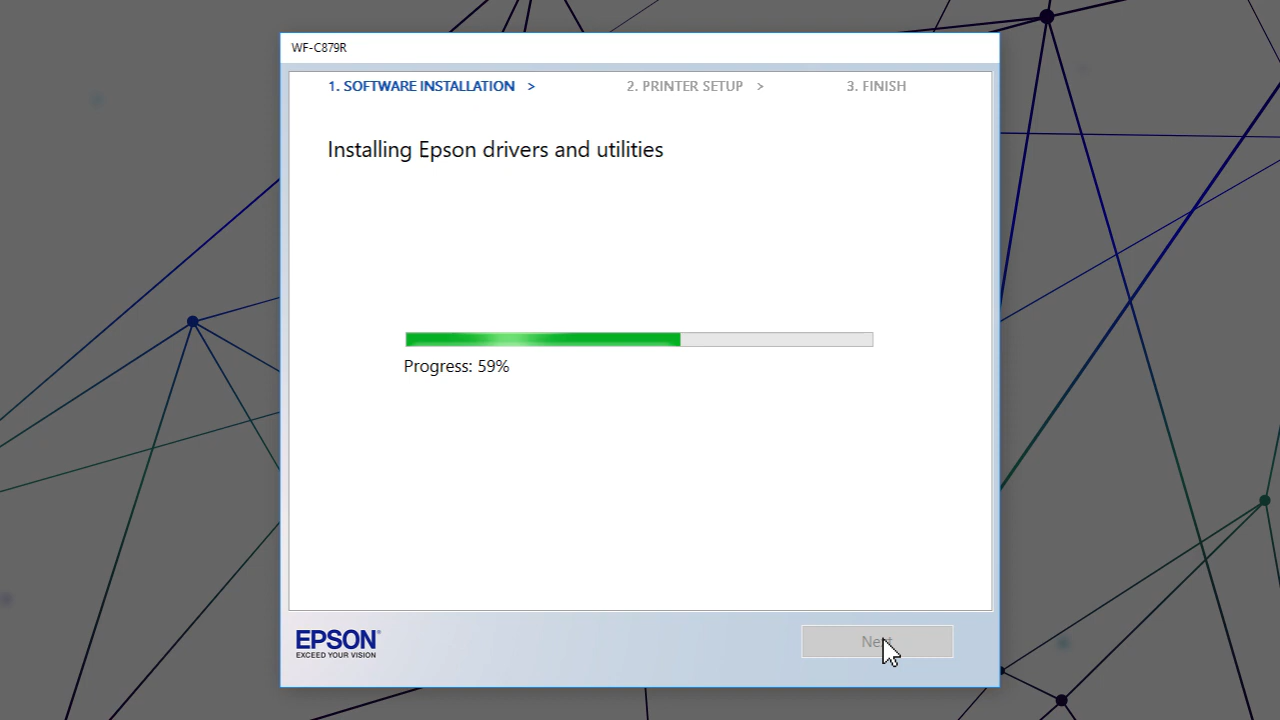 WF-C879R
1. SOFTWARE INSTALLATION > 2. PRINTER SETUP > 3. FINISH
Installing Epson drivers and utilities
Progress: 59%
EPSON®
EXCEED YOUR VISION
Next